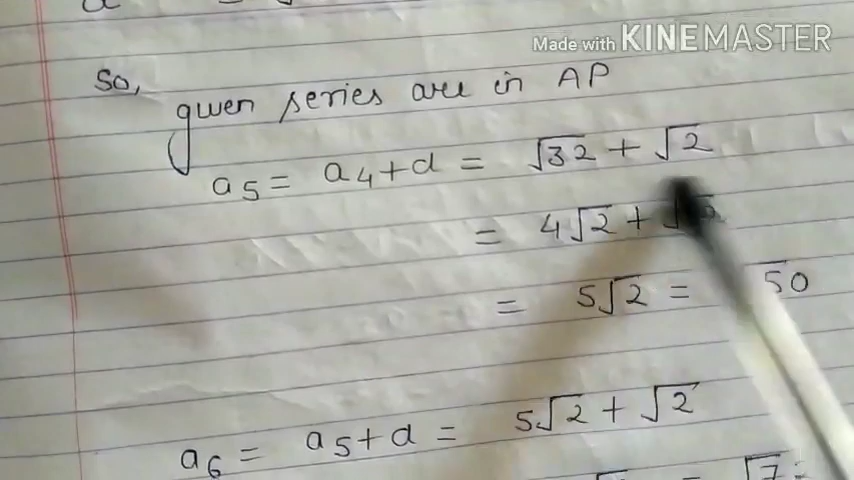 Made with KINEMASTER
So,
given series are in AP
a5 = a4+d = √32 + √2
= 4√2 + √
= 5√2 = 50
a6 = a5+d = 5√2 + √2
= √7